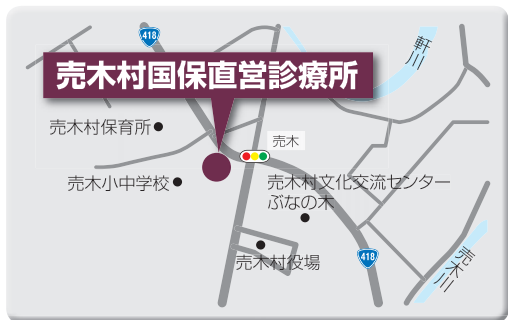 418
軒川
売木村国保直営診療所
売木村保育所
売木
売木小中学校
売木村文化交流センター
ぶなの木
売木村役場
418
売木川